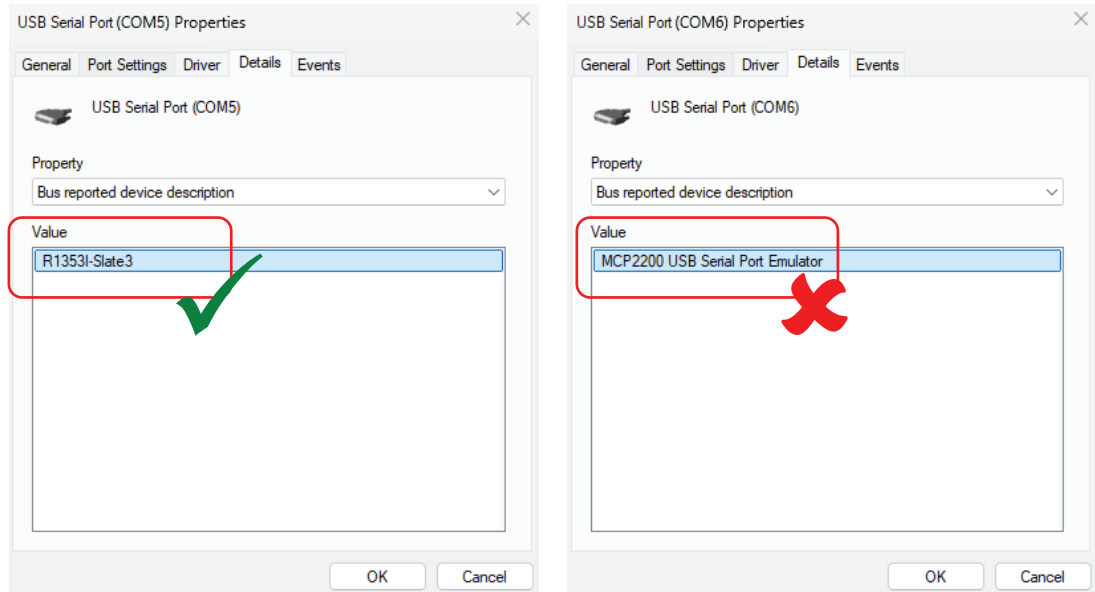 USB Serial Port (COM5) Properties
General Port Settings Driver Details Events
USB Serial Port (COM5)
Property
Bus reported device description
Value
R1353I-Slate3
OK Cancel
USB Serial Port (COM6) Properties
General Port Settings Driver Details Events
USB Serial Port (COM6)
Property
Bus reported device description
Value
MCP2200 USB Serial Port Emulator
OK Cancel